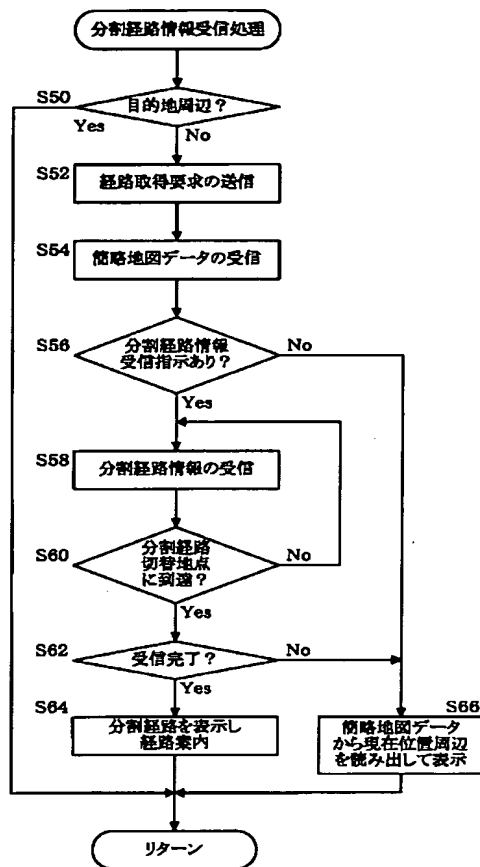 分割経路情報受信処理
S50
目的地周辺?
Yes
No
S52
経路取得要求の送信
S54
簡略地図データの受信
S56
分割経路情報
受信指示あり?
No
Yes
S58
分割経路情報の受信
S60
分割経路
切替地点
に到達?
No
Yes
S62
受信完了?
No
Yes
S64
分割経路を表示し
経路案内
S66
簡略地図データ
から現在位置周辺
を読み出して表示
リターン